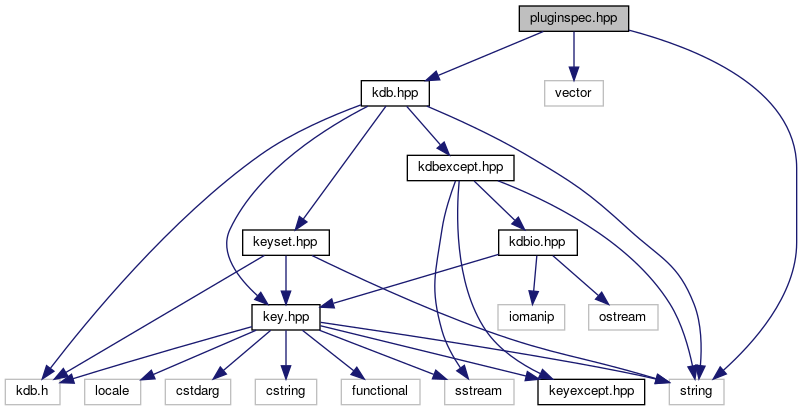 pluginspec.hpp
kdb.hpp
vector
kdbexcept.hpp
keyset.hpp
kdbio.hpp
key.hpp
iomanip
ostream
kdb.h
locale
cstdarg
cstring
functional
sstream
keyexcept.hpp
string